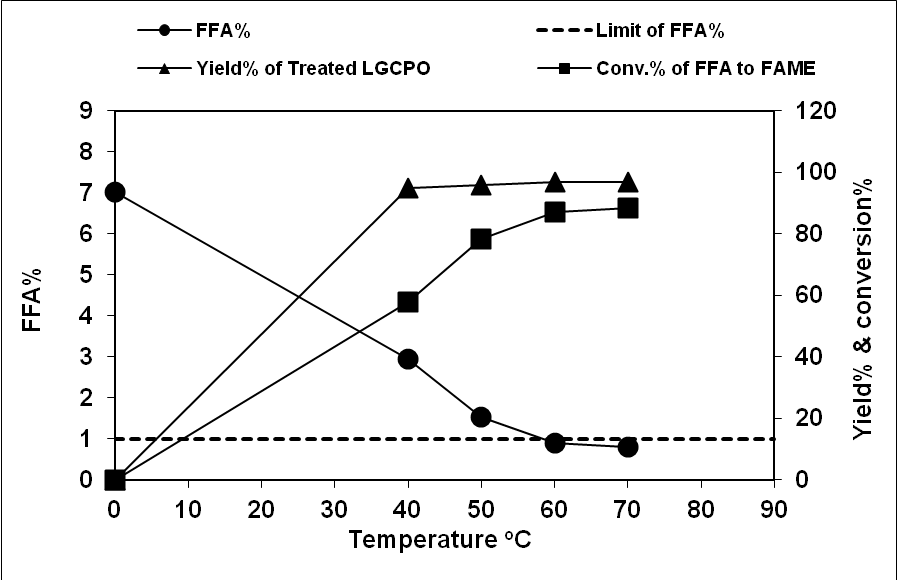 FFA%
Limit of FFA%
Yield% of Treated LGCPO
Conv.% of FFA to FAME
9
8
7
6
5
4
3
2
1
0
FFA%
120
100
80
60
40
20
0
Yield% & conversion%
0 10 20 30 40 50 60 70 80 90
Temperature ºC